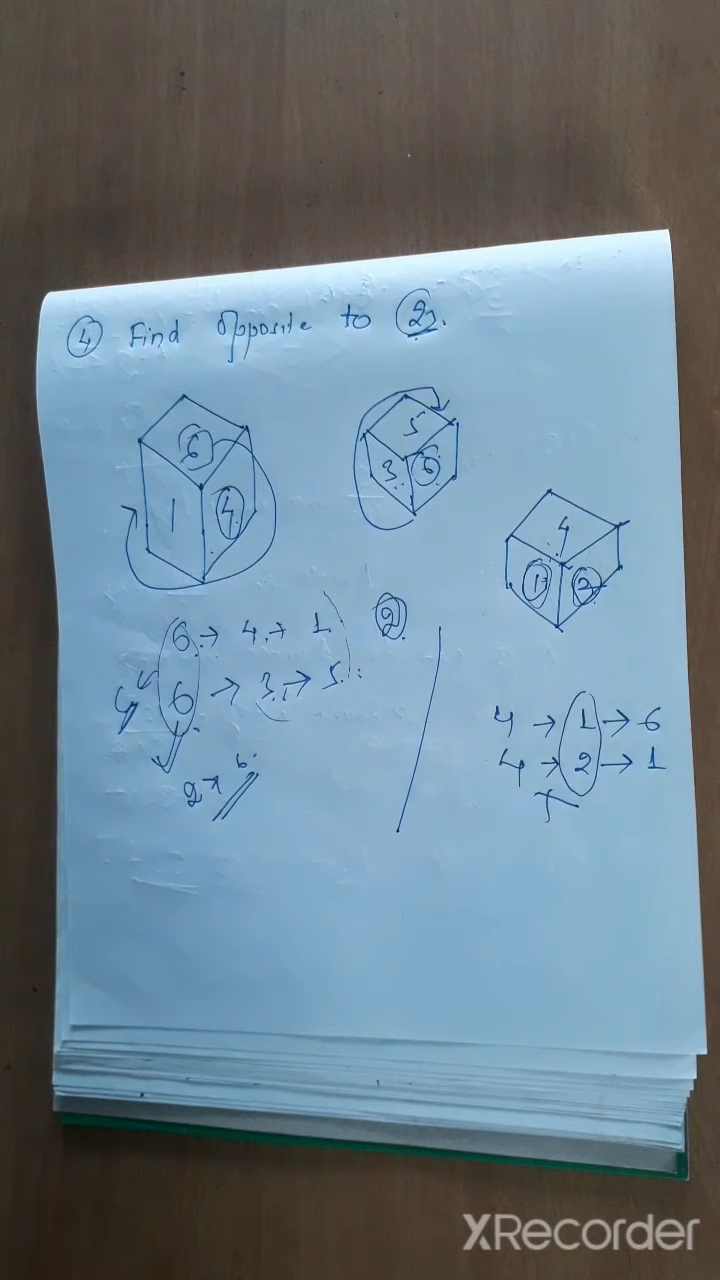 ④ Find opposite to ②.
6
1 4
5
3 6
4
1 2
6 → 4 → 1 ②
6 → 3 → 5
2 → 6
4 → 1 → 6
4 → 2 → 1
XRecorder